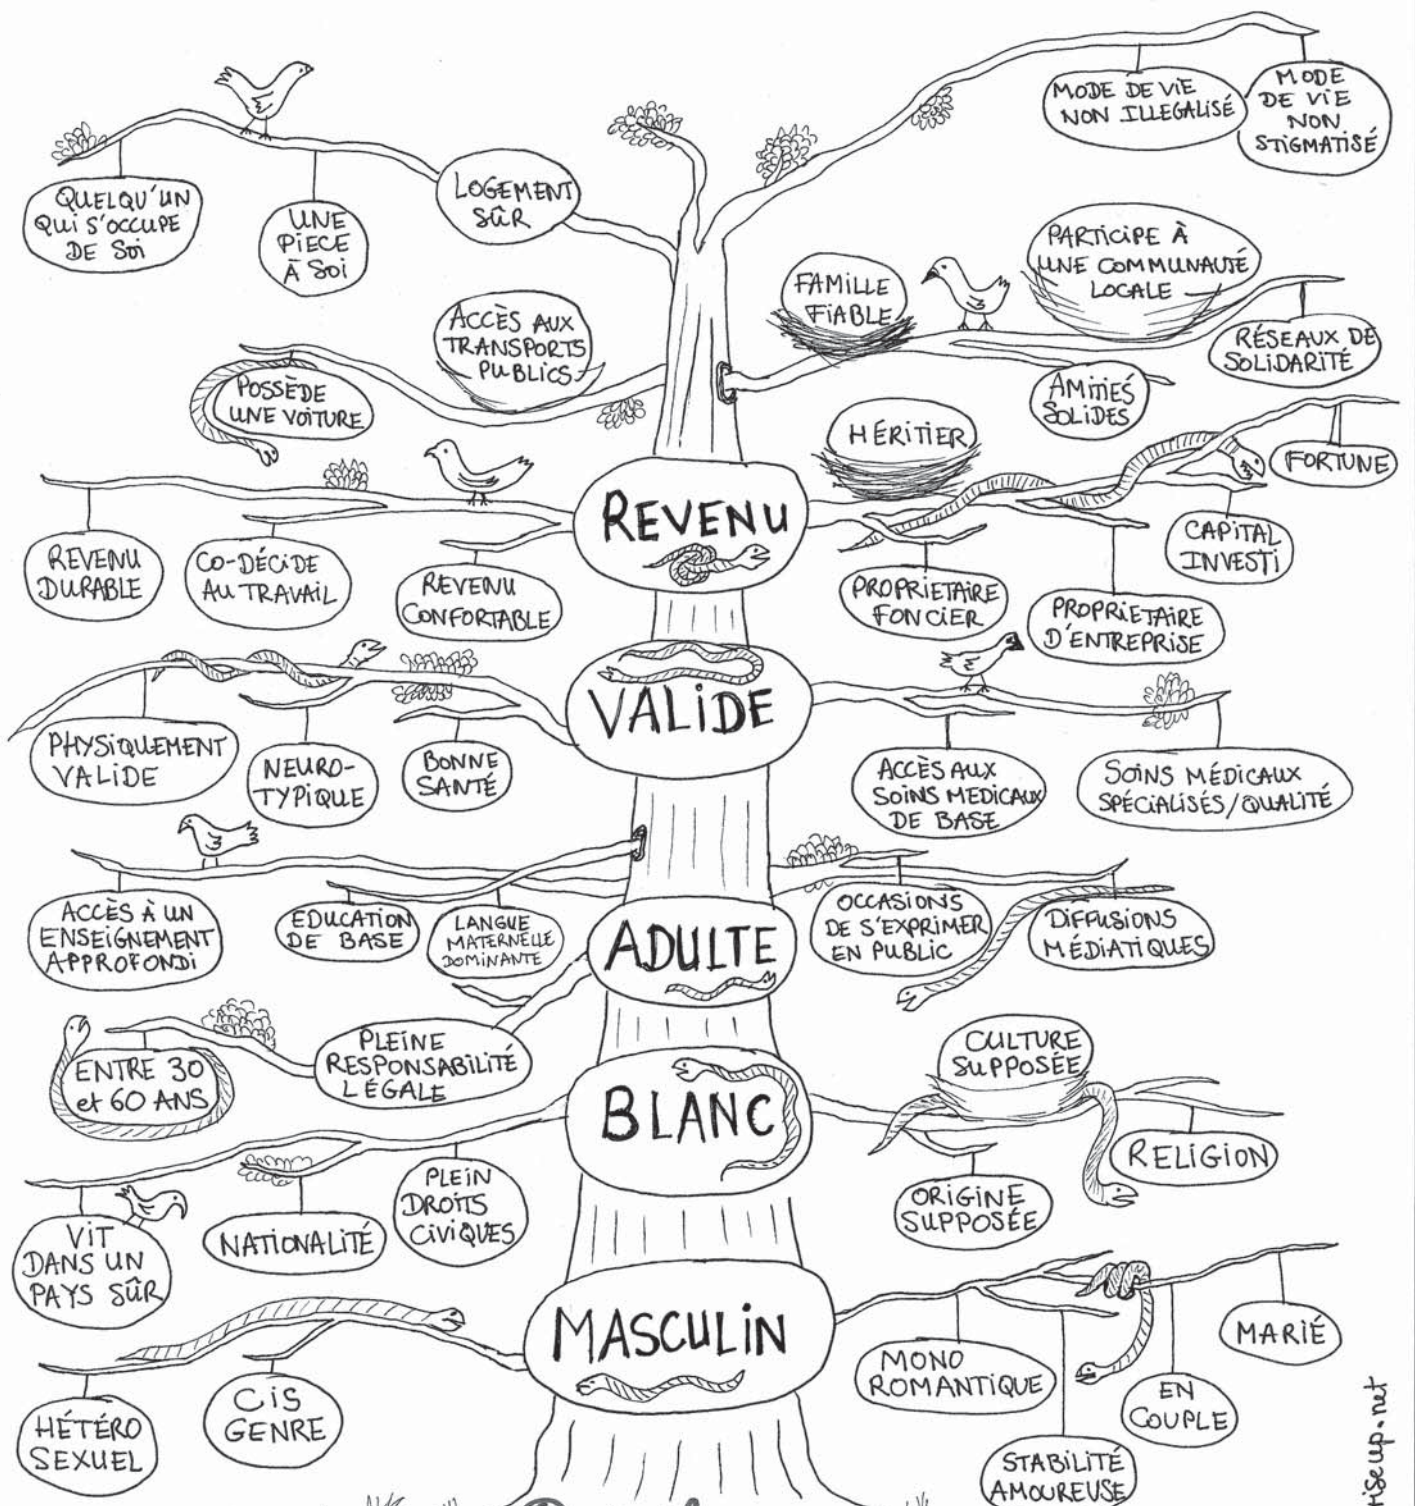 MODE DE VIE
NON ILLEGALISÉ
MODE
DE VIE
NON
STIGMATISÉ
QUELQU'UN
QUI S'OCCUPE
DE SOI
UNE
PIECE
À SOI
LOGEMENT
SÛR
FAMILLE
FIABLE
PARTICIPE À
UNE COMMUNAUTÉ
LOCALE
RÉSEAUX DE
SOLIDARITÉ
AMITIÉS
SOLIDES
ACCÈS AUX
TRANSPORTS
PUBLICS
POSSÈDE
UNE VOITURE
HÉRITIER
FORTUNE
REVENU
CAPITAL
INVESTI
REVENU
DURABLE
CO-DÉCIDE
AU TRAVAIL
REVENU
CONFORTABLE
PROPRIETAIRE
FONCIER
PROPRIETAIRE
D'ENTREPRISE
VALIDE
PHYSIQUEMENT
VALIDE
NEURO-
TYPIQUE
BONNE
SANTÉ
ACCÈS AUX
SOINS MEDICAUX
DE BASE
SOINS MÉDICAUX
SPÉCIALISÉS/QUALITÉ
ACCÈS À UN
ENSEIGNEMENT
APPROFONDI
EDUCATION
DE BASE
LANGUE
MATERNELLE
DOMINANTE
ADULTE
OCCASIONS
DE S'EXPRIMER
EN PUBLIC
DIFFUSIONS
MÉDIATIQUES
ENTRE 30
et 60 ANS
PLEINE
RESPONSABILITÉ
LÉGALE
BLANC
CULTURE
SUPPOSÉE
RELIGION
ORIGINE
SUPPOSÉE
VIT
DANS UN
PAYS SÛR
NATIONALITÉ
PLEIN
DROITS
CIVIQUES
MASCULIN
HÉTÉRO
SEXUEL
CIS
GENRE
MONO
ROMANTIQUE
STABILITÉ
AMOUREUSE
EN
COUPLE
MARIÉ
riseup.net